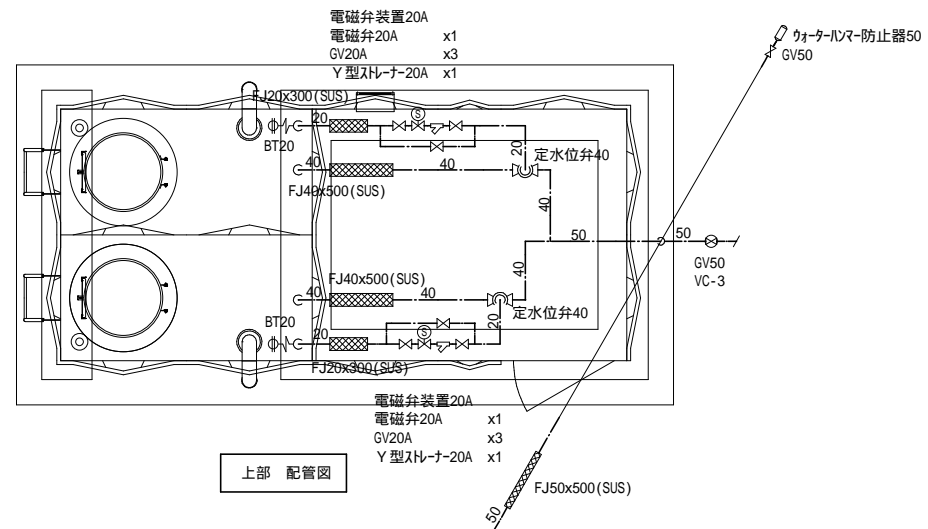 電磁弁装置20A
電磁弁20A x1
GV20A x3
Y型ストレーナー20A x1
ウォーターハンマー防止器50
GV50
FJ20x300(SUS)
20
S
BT20
20
定水位弁40
40
40
FJ40x500(SUS)
40
50
50
GV50
VC-3
FJ40x500(SUS)
40
40
40
定水位弁40
BT20
20
20
S
FJ20x300(SUS)
電磁弁装置20A
電磁弁20A x1
GV20A x3
Y型ストレーナー20A x1
上部 配管図
FJ50x500(SUS)
50